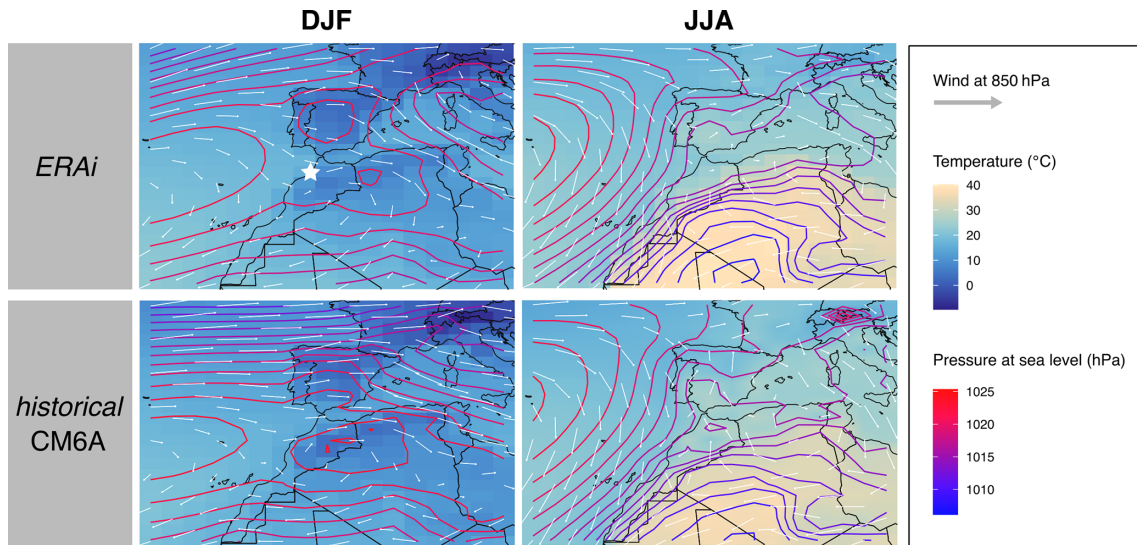 DJF
JJA
ERAi
historical
CM6A
Wind at 850 hPa
Temperature (°C)
40
30
20
10
0
Pressure at sea level (hPa)
1025
1020
1015
1010